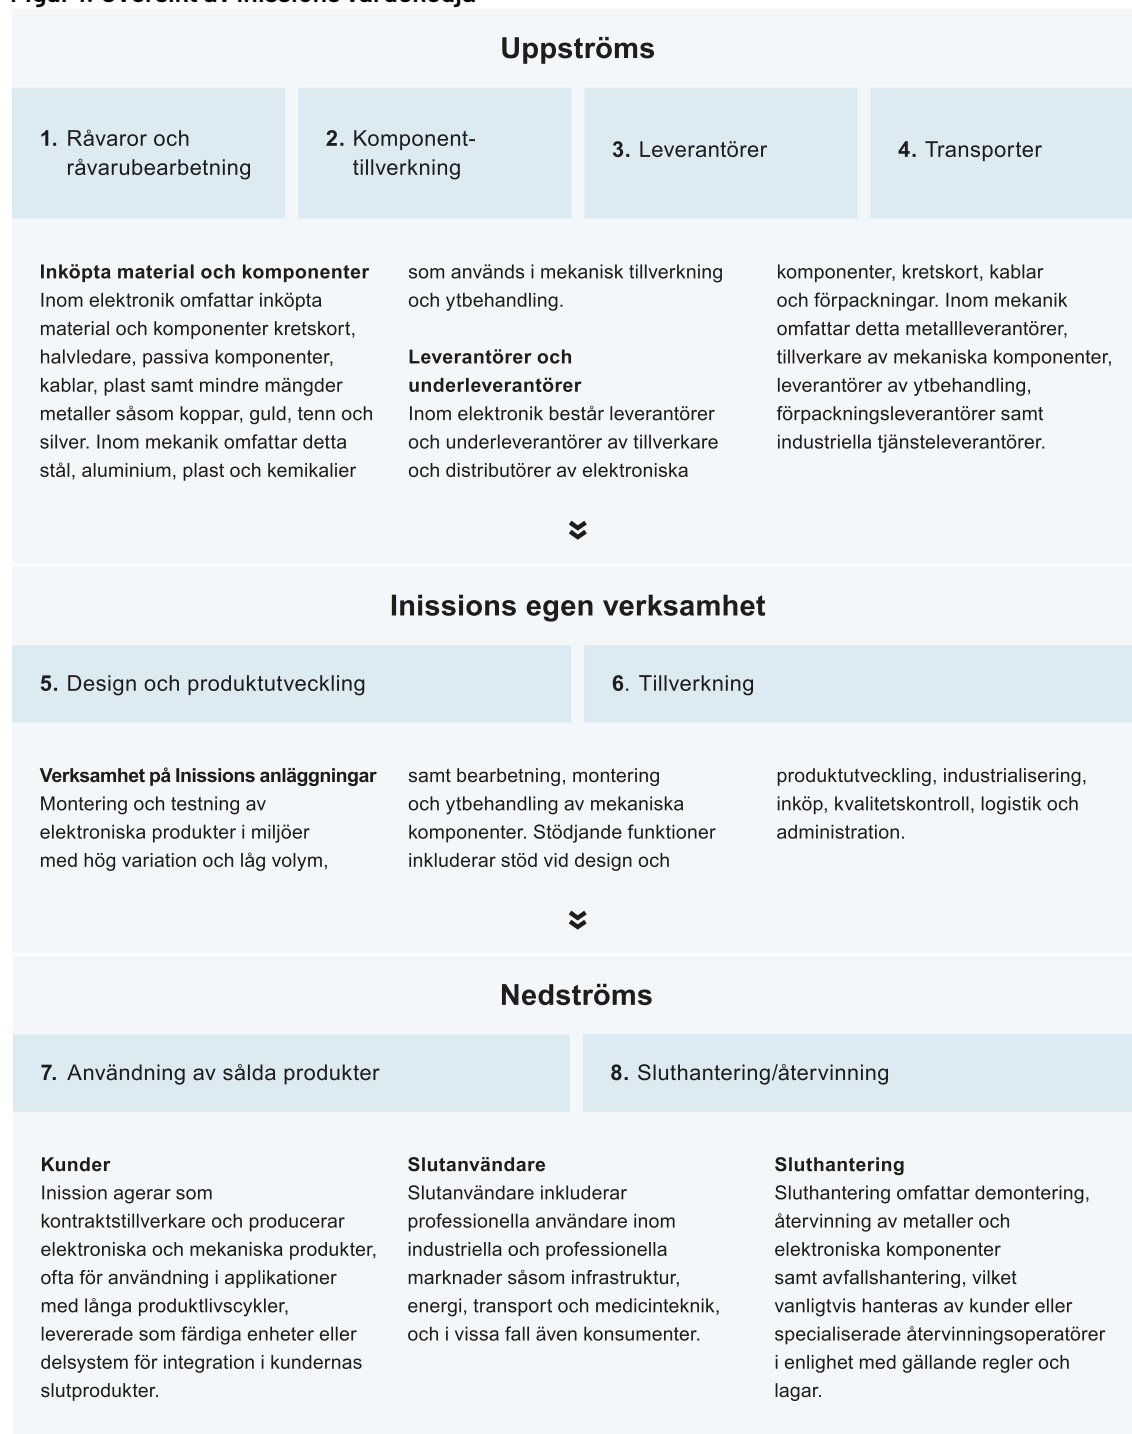 Figur 1. Översikt av Inissions värdekedja
Uppströms
1. Råvaror och
råvarubearbetning
2. Komponent-
tillverkning
3. Leverantörer
4. Transporter
Inköpta material och komponenter
Inom elektronik omfattar inköpta
material och komponenter kretskort,
halvledare, passiva komponenter,
kablar, plast samt mindre mängder
metaller såsom koppar, guld, tenn och
silver. Inom mekanik omfattar detta
stål, aluminium, plast och kemikalier
som används i mekanisk tillverkning
och ytbehandling.
Leverantörer och
underleverantörer
Inom elektronik består leverantörer
och underleverantörer av tillverkare
och distributörer av elektroniska
komponenter, kretskort, kablar
och förpackningar. Inom mekanik
omfattar detta metallleverantörer,
tillverkare av mekaniska komponenter,
leverantörer av ytbehandling,
förpackningsleverantörer samt
industriella tjänsteleverantörer.
Inissions egen verksamhet
5. Design och produktutveckling
6. Tillverkning
Verksamhet på Inissions anläggningar
Montering och testning av
elektroniska produkter i miljöer
med hög variation och låg volym,
samt bearbetning, montering
och ytbehandling av mekaniska
komponenter. Stödjande funktioner
inkluderar stöd vid design och
produktutveckling, industrialisering,
inköp, kvalitetskontroll, logistik och
administration.
Nedströms
7. Användning av sålda produkter
8. Sluthantering/återvinning
Kunder
Inission agerar som
kontraktstillverkare och producerar
elektroniska och mekaniska produkter,
ofta för användning i applikationer
med långa produktlivscykler,
levererade som färdiga enheter eller
delsystem för integration i kundernas
slutprodukter.
Slutanvändare
Slutanvändare inkluderar
professionella användare inom
industriella och professionella
marknader såsom infrastruktur,
energi, transport och medicinteknik,
och i vissa fall även konsumenter.
Sluthantering
Sluthantering omfattar demontering,
återvinning av metaller och
elektroniska komponenter
samt avfallshantering, vilket
vanligtvis hanteras av kunder eller
specialiserade återvinningsoperatörer
i enlighet med gällande regler och
lagar.